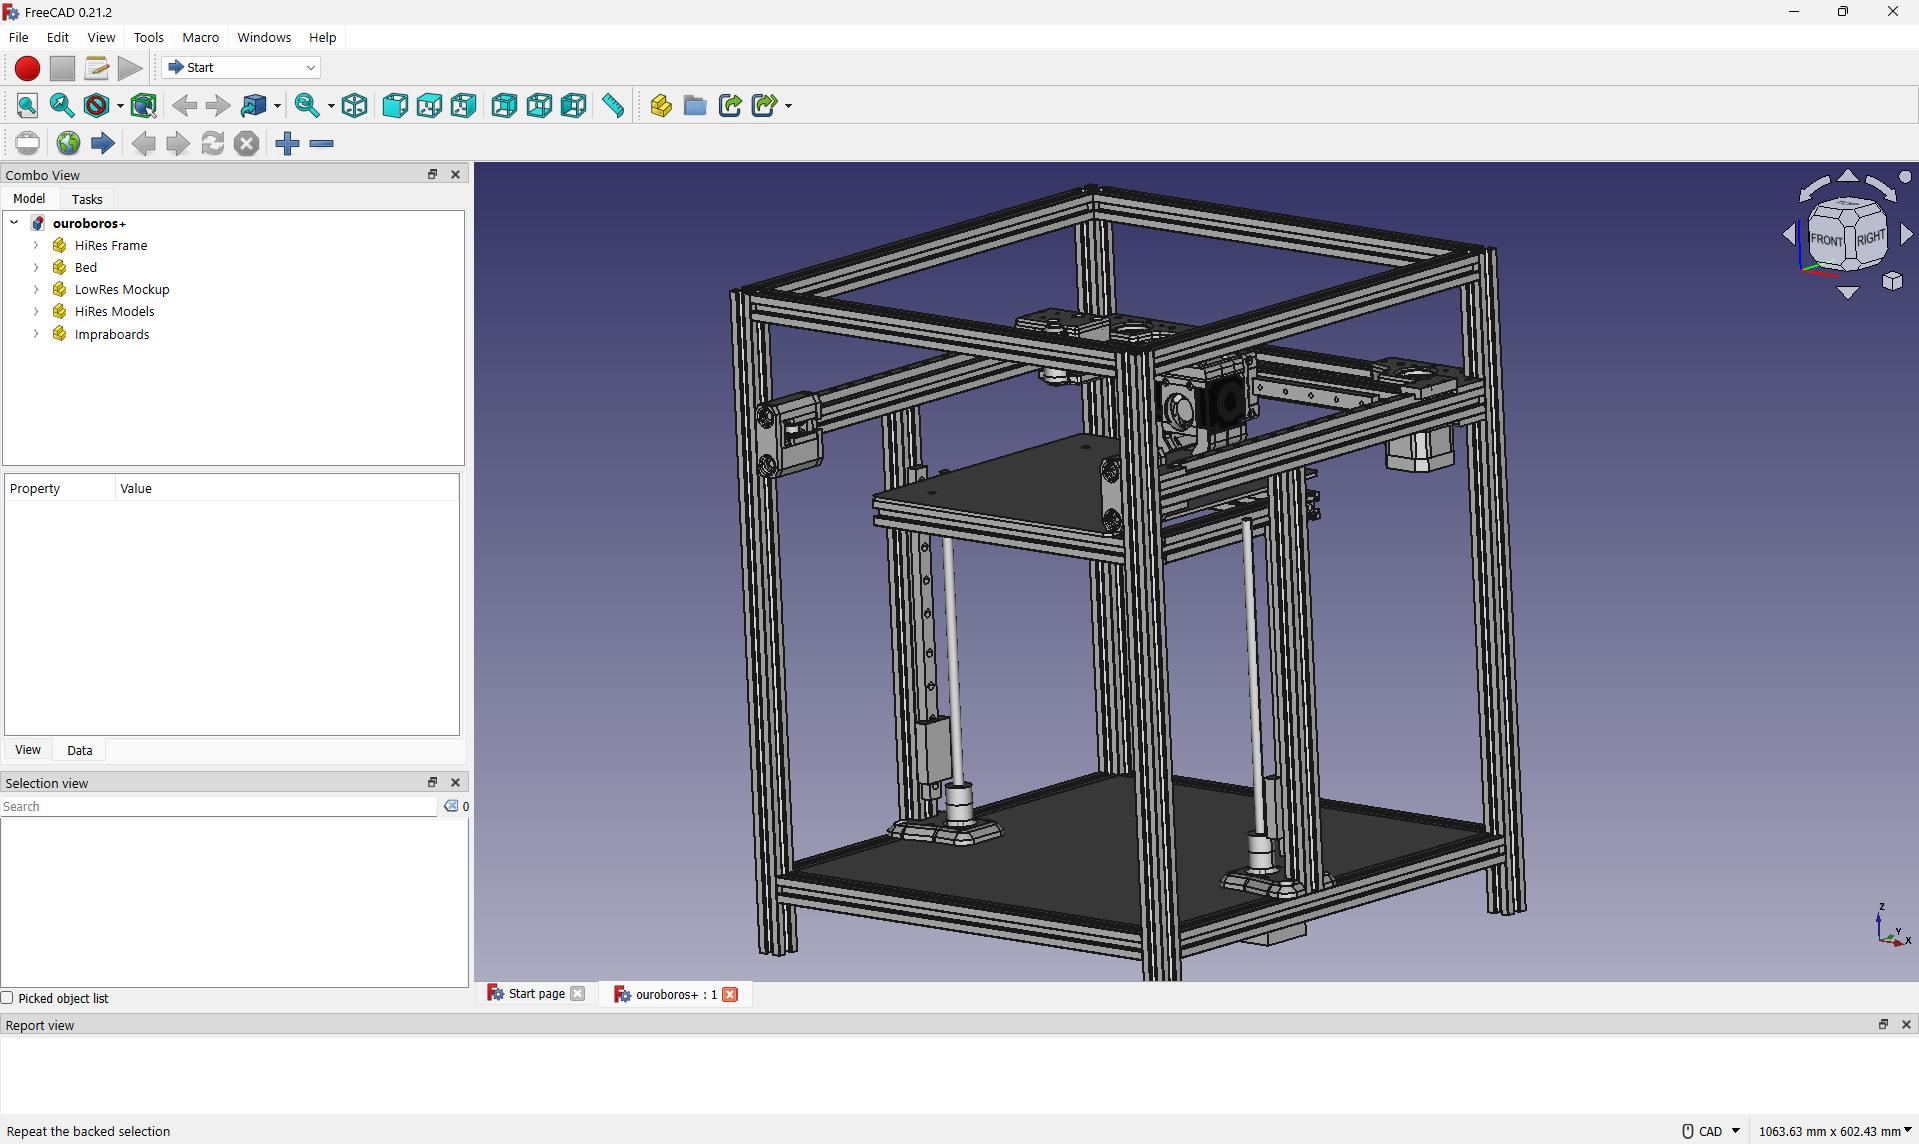 FreeCAD 0.21.2
File Edit View Tools Macro Windows Help
Start
Combo View
Model Tasks
ouroboros+
HiRes Frame
Bed
LowRes Mockup
HiRes Models
Impraboards
Property Value
View Data
Selection view
Search 0
Picked object list
TOP
FRONT RIGHT
Z
Y
X
Start page ouroboros+ : 1
Report view
Repeat the backed selection CAD 1063.63 mm x 602.43 mm